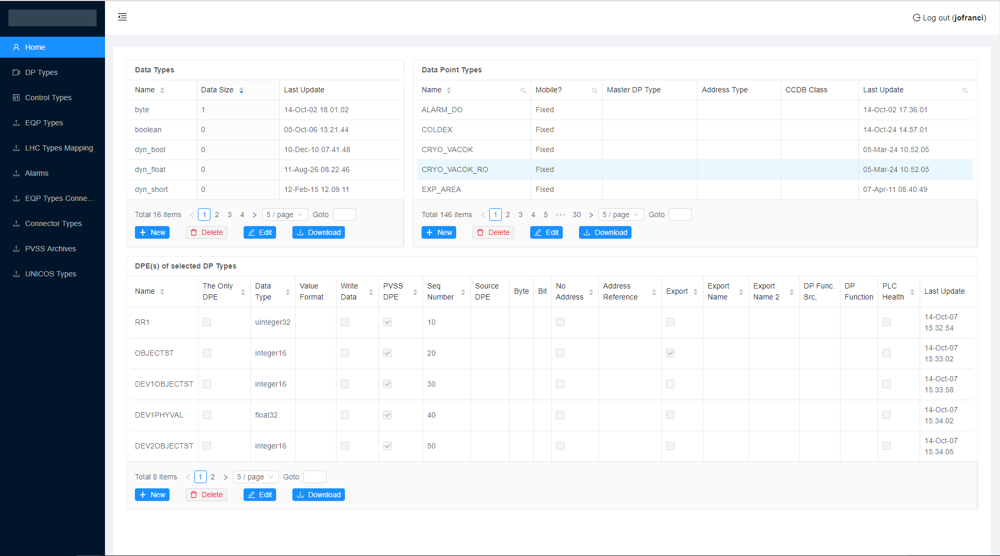 Log out (jofranci)
Home
DP Types
Control Types
EQP Types
LHC Types Mapping
Alarms
EQP Types Conne...
Connector Types
PVSS Archives
UNICOS Types
Data Types
Name Data Size Last Update
byte 1 14-Oct-02 18.01.02
boolean 0 05-Oct-06 13.21.44
dyn_bool 0 10-Dec-10 07.41.48
dyn_float 0 11-Aug-26 08.22.46
dyn_short 0 12-Feb-15 12.09.11
Total 16 items < 1 2 3 4 > 5 / page Goto
New Delete Edit Download
Data Point Types
Name Mobile? Master DP Type Address Type CCDB Class Last Update
ALARM_DO Fixed 14-Oct-02 17.36.01
COLDEX Fixed 14-Oct-24 14.57.01
CRYO_VACOK Fixed 05-Mar-24 10.52.05
CRYO_VACOK_RO Fixed 05-Mar-24 10.52.05
EXP_AREA Fixed 07-Apr-11 08.40.49
Total 146 items < 1 2 3 4 5 ••• 30 > 5 / page Goto
New Delete Edit Download
DPE(s) of selected DP Types
Name The Only DPE Data Type Value Format Write Data PVSS DPE Seq Number Source DPE Byte Bit No Address Address Reference Export Export Name Export Name 2 DP Func. Src, DP Function PLC Health Last Update
RR1 uinteger32 10 14-Oct-07 15.32.54
OBJECTST integer16 20 14-Oct-07 15.33.02
DEV1OBJECTST integer16 30 14-Oct-07 15.33.58
DEV1PHYVAL float32 40 14-Oct-07 15.34.02
DEV2OBJECTST integer16 50 14-Oct-07 15.34.05
Total 8 items < 1 2 > 5 / page Goto
New Delete Edit Download